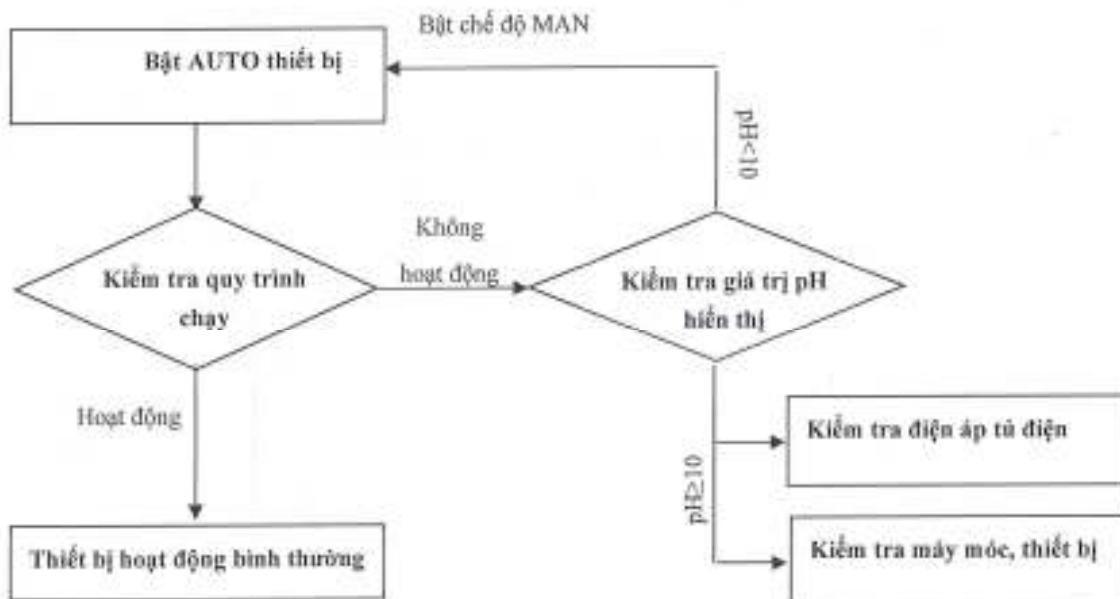 Bật chế độ MAN
Bật AUTO thiết bị
pH<10
Kiểm tra quy trình
chạy
Không
hoạt động
Kiểm tra giá trị pH
hiển thị
Hoạt động
pH≥10
Kiểm tra điện áp tủ điện
Thiết bị hoạt động bình thường
Kiểm tra máy móc, thiết bị